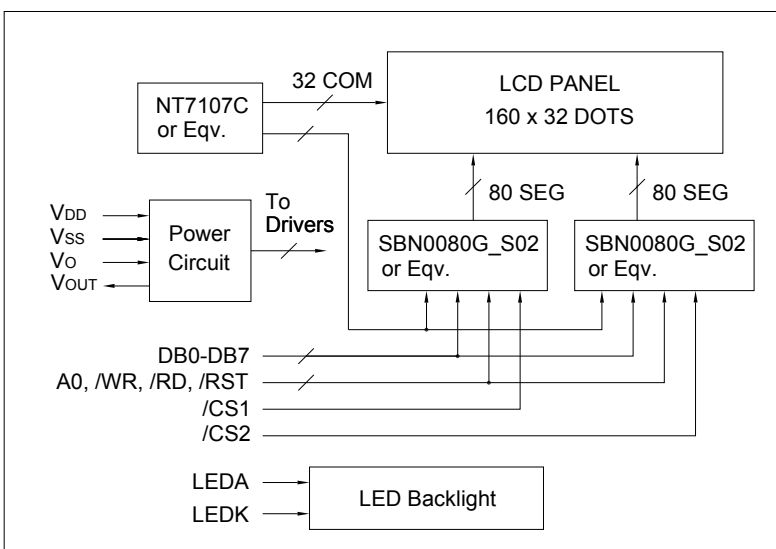 32 COM
NT7107C
or Eqv.
LCD PANEL
160 x 32 DOTS
80 SEG
80 SEG
VDD
VSS
VO
VOUT
Power
Circuit
To
Drivers
SBN0080G_S02
or Eqv.
SBN0080G_S02
or Eqv.
DB0-DB7
A0, /WR, /RD, /RST
/CS1
/CS2
LEDA
LEDK
LED Backlight